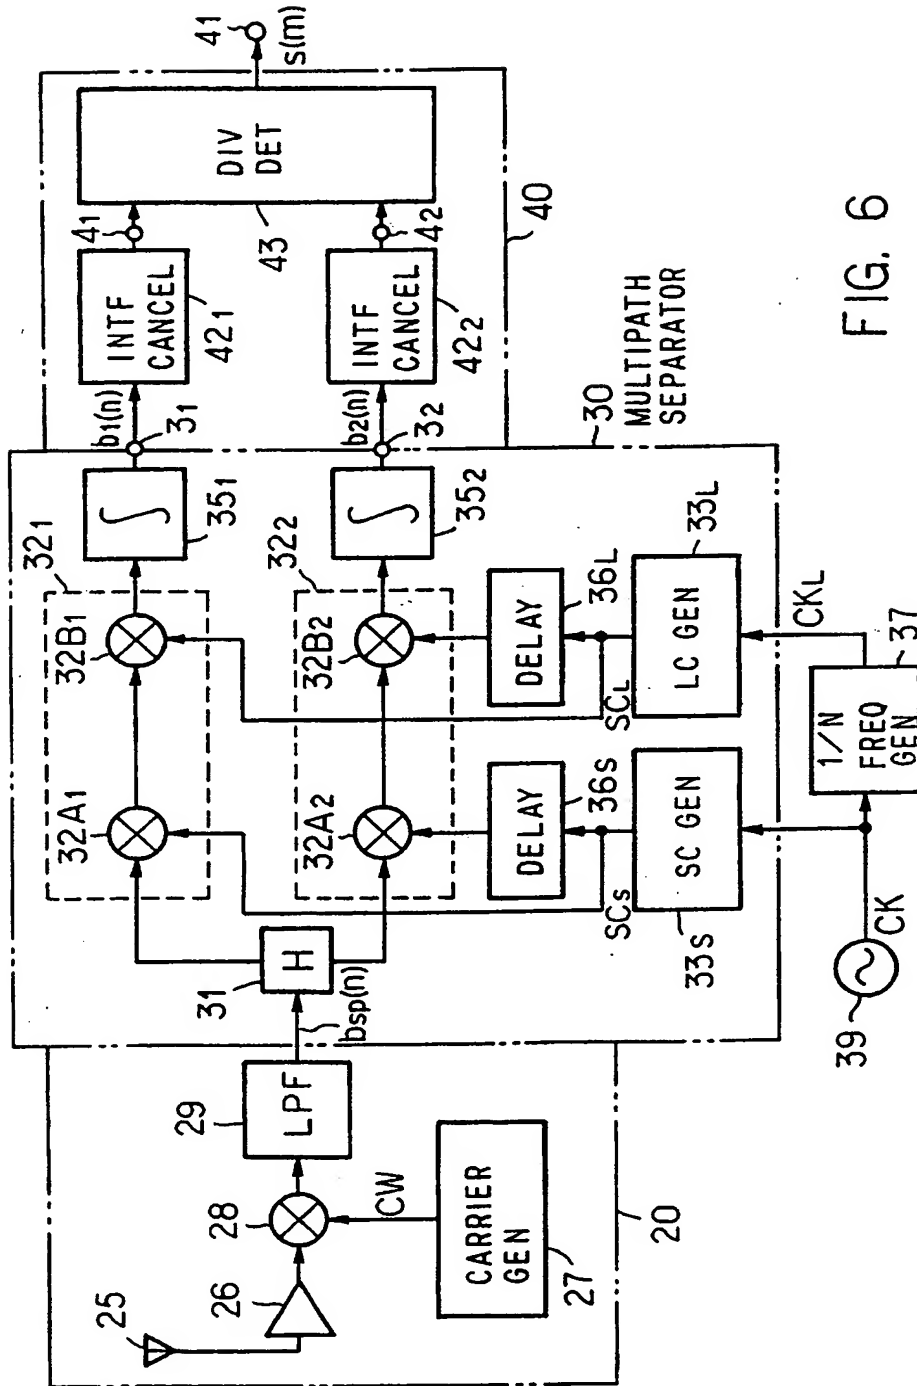 25
26
28
CW
CARRIER
GEN
27
20
29
LPF
bsp(n)
31
H
321
32A1
32B1
351
∫
b1(n)
31
INTF
CANCEL
421
41
322
32A2
32B2
352
∫
b2(n)
32
INTF
CANCEL
422
42
DIV
DET
43
41
s(m)
40
DELAY
36S
SCS
SC GEN
33S
DELAY
36L
SCL
LC GEN
33L
30
MULTIPATH
SEPARATOR
39
CK
CKL
1/N
FREQ
GEN
37
FIG. 6